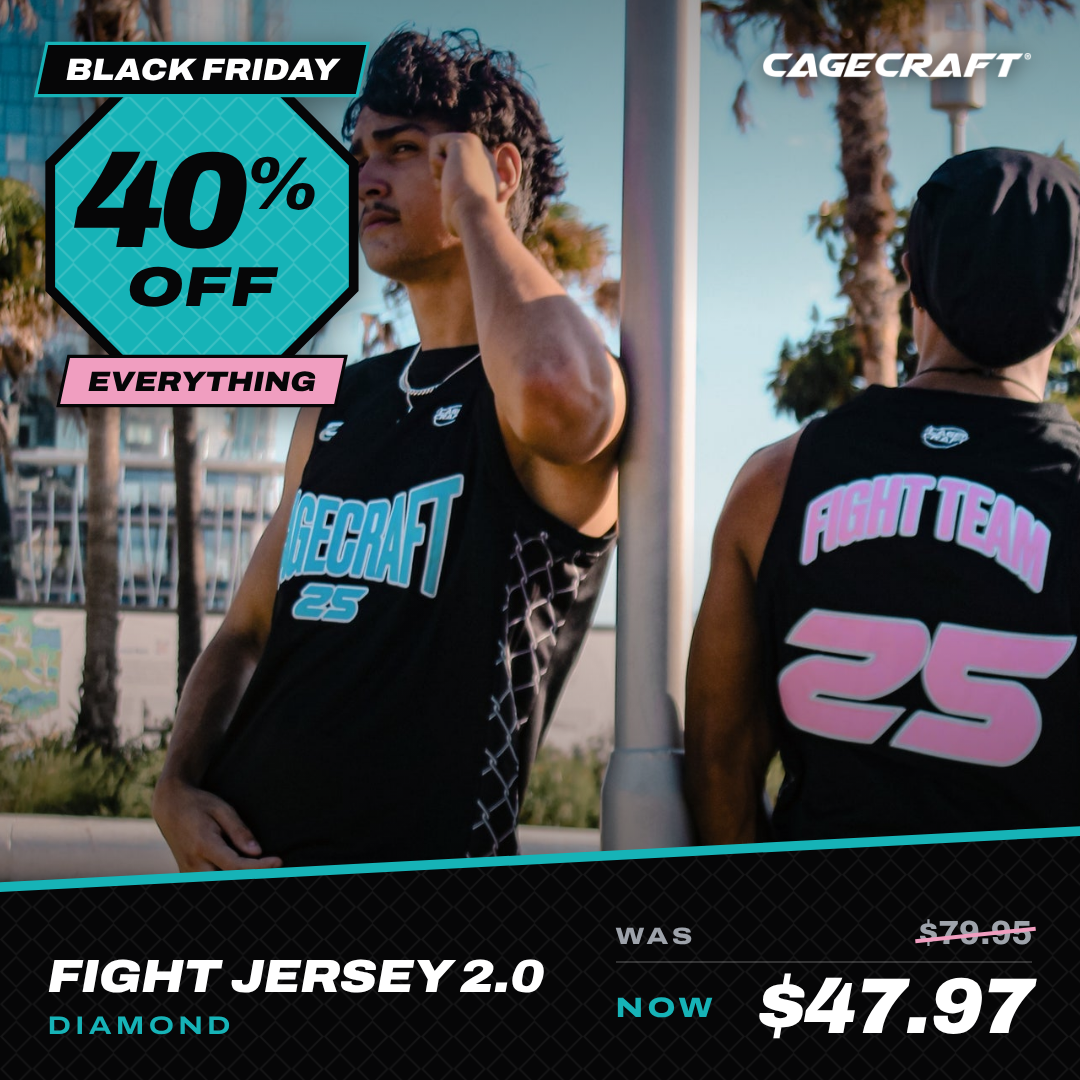 BLACK FRIDAY
CAGECRAFT®
40%
OFF
EVERYTHING
CAGECRAFT
25
FIGHT TEAM
25
WAS $79.95
FIGHT JERSEY 2.0
DIAMOND
NOW $47.97